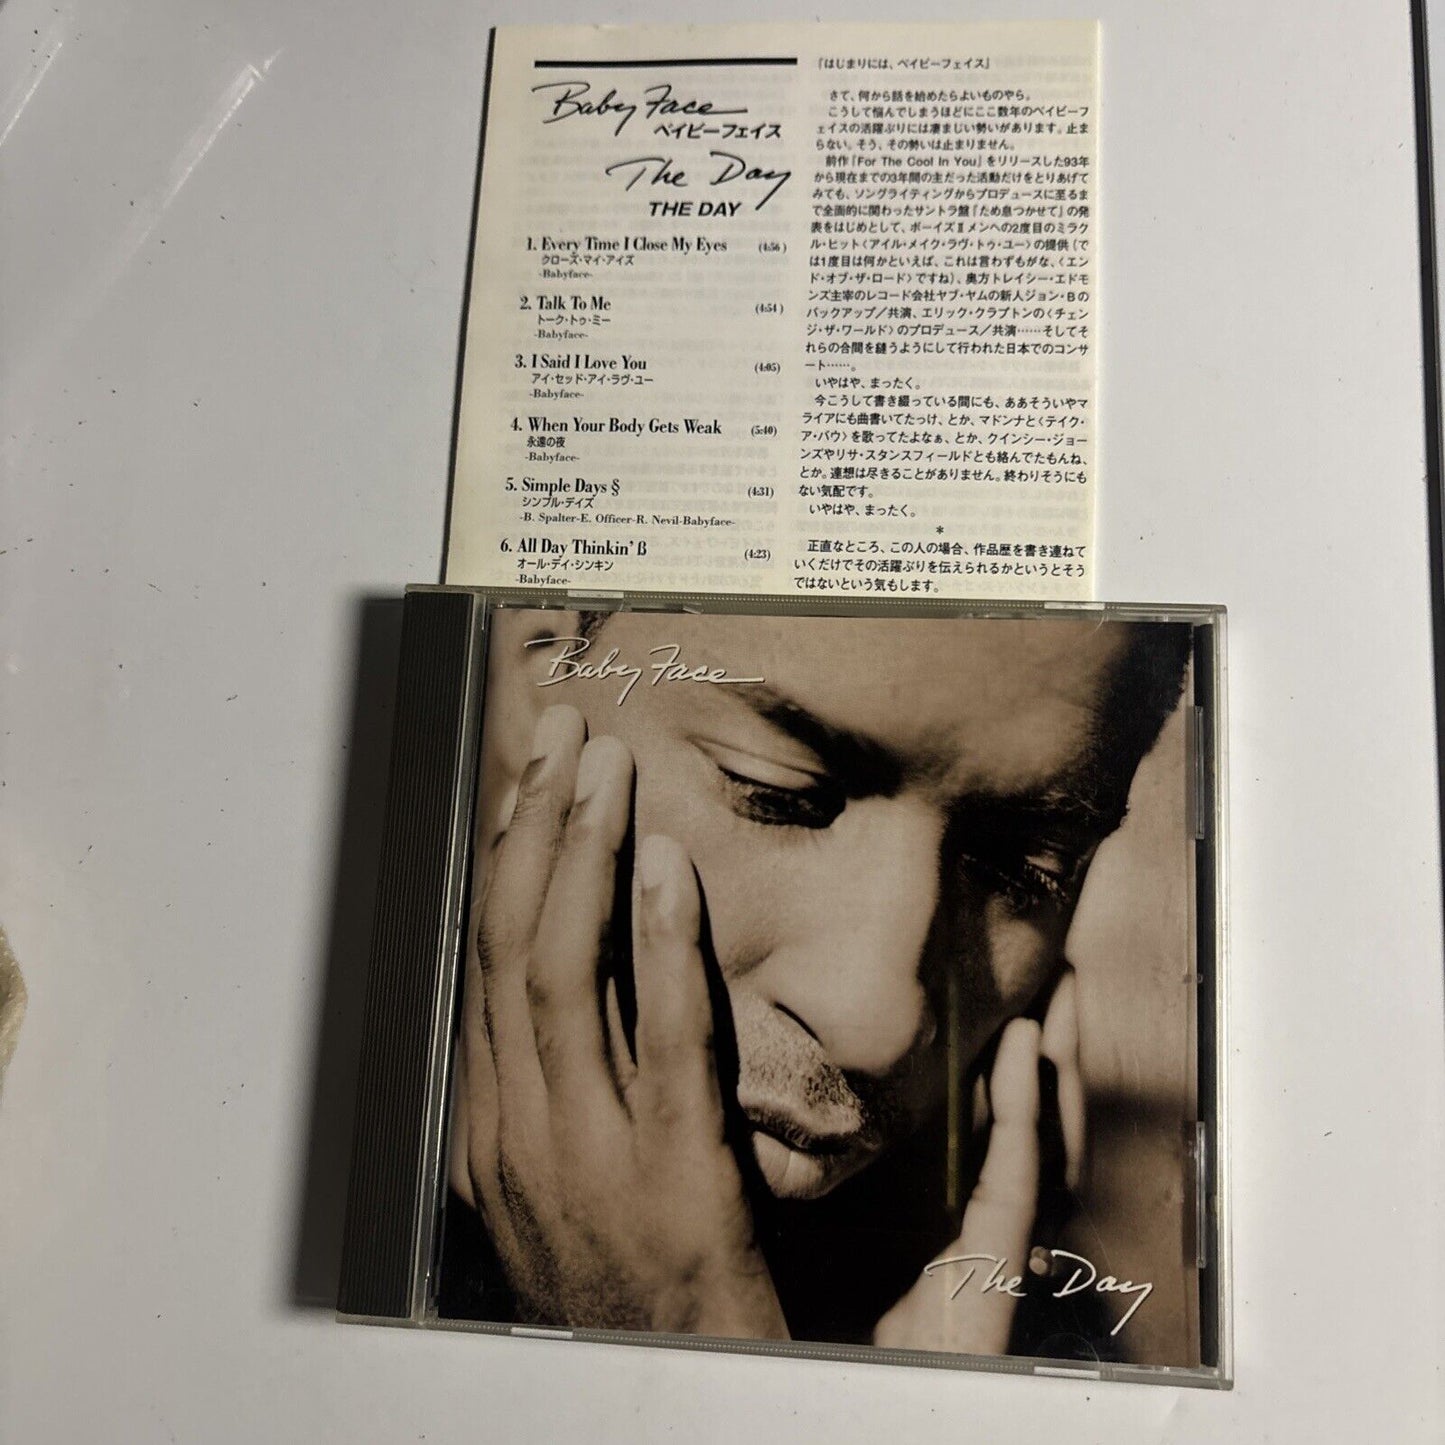 Baby Face
ベイビーフェイス
The Day
THE DAY
1. Every Time I Close My Eyes (4:56)
クローズ・マイ・アイズ
-Babyface-
2. Talk To Me (4:54)
トーク・トゥ・ミー
-Babyface-
3. I Said I Love You (4:05)
アイ・セッド・アイ・ラヴ・ユー
-Babyface-
4. When Your Body Gets Weak (5:40)
永遠の夜
-Babyface-
5. Simple Days § (4:31)
シンプル・デイズ
-B. Spalter-E. Officer-R. Nevil-Babyface-
6. All Day Thinkin' ß (4:23)
オール・デイ・シンキン
-Babyface-
「はじまりには、ベイビーフェイス」
さて、何から話を始めたらよいものやら。
こうして悩んでしまうほどにここ数年のベイビーフ
ェイスの活躍ぶりには凄まじい勢いがあります。止ま
らない。そう、その勢いは止まりません。
前作『For The Cool In You』をリリースした93年
から現在までの3年間の主だった活動だけをとりあげて
みても、ソングライティングからプロデュースに至るま
で全面的に関わったサントラ盤『ため息つかせて』の発
表をはじめとして、ボーイズⅡメンへの2度目のミラク
ル・ヒット〈アイル・メイク・ラヴ・トゥ・ユー〉の提供（で
は1度目は何かといえば、これは言わずもがな、〈エン
ド・オブ・ザ・ロード〉ですね）、奥方トレイシー・エドモ
ンズ主宰のレコード会社ヤブ・ヤムの新人ジョン・Bの
バックアップ／共演、エリック・クラプトンの〈チェン
ジ・ザ・ワールド〉のプロデュース／共演……そしてそ
れらの合間を縫うようにして行われた日本でのコンサ
ート……。
いやはや、まったく。
今こうして書き綴っている間にも、ああそういやマ
ライアにも曲書いてたっけ、とか、マドンナと〈テイク・
ア・バウ〉を歌ってたよなぁ、とか、クインシー・ジョー
ンズやリサ・スタンスフィールドとも絡んでたもんね、
とか。連想は尽きることがありません。終わりそうにも
ない気配です。
いやはや、まったく。
*
正直なところ、この人の場合、作品歴を書き連ねて
いくだけでその活躍ぶりを伝えられるかというとそう
ではないという気もします。
Baby Face
The Day